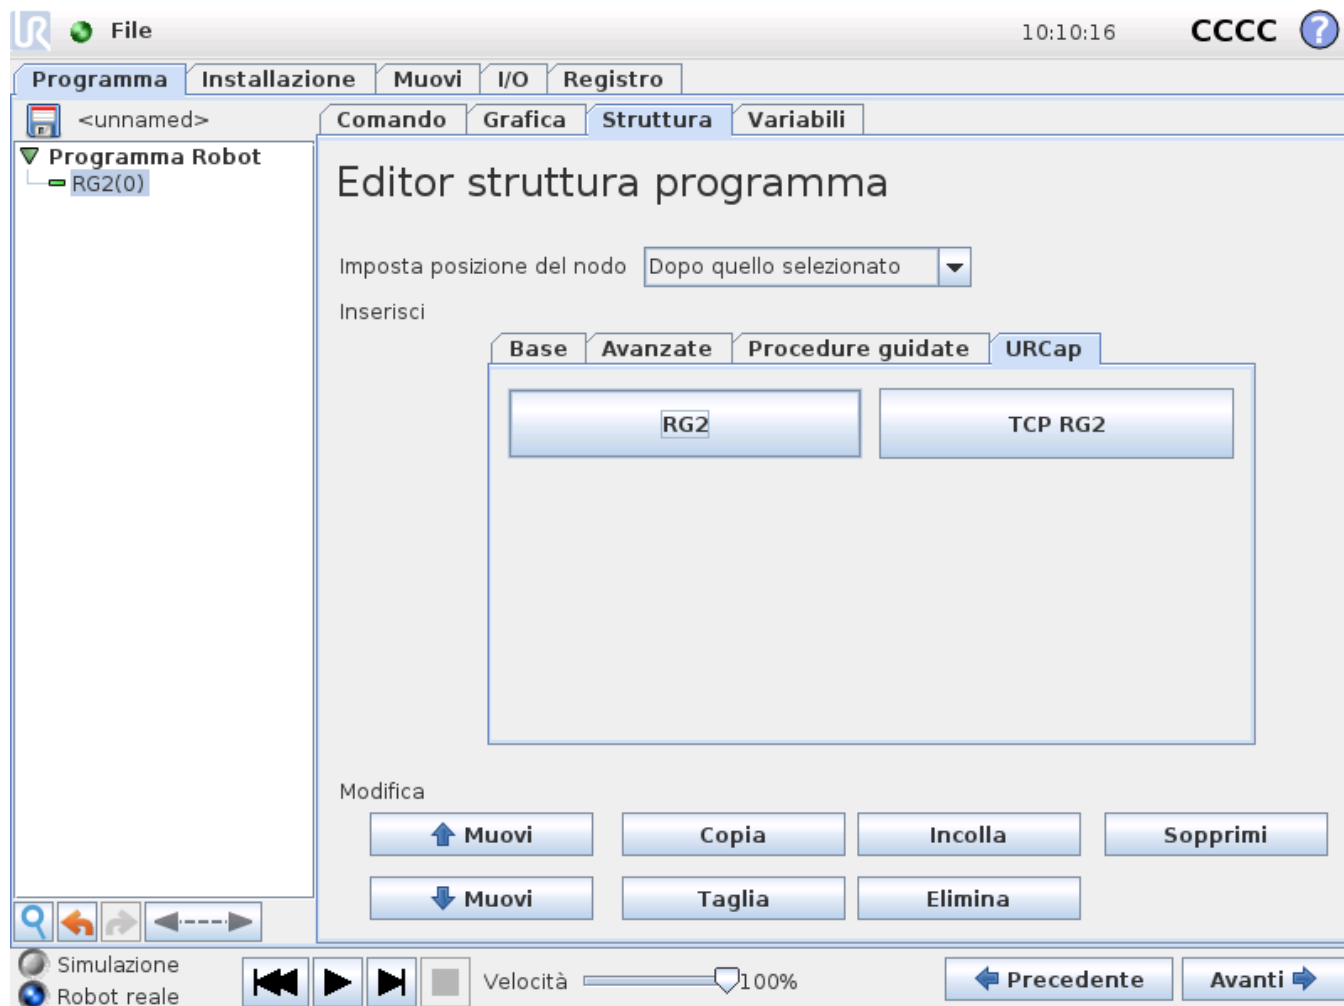 UR File 10:10:16 CCCC ?
Programma Installazione Muovi I/O Registro
<unnamed> Comando Grafica Struttura Variabili
Programma Robot
RG2(0)
Editor struttura programma
Imposta posizione del nodo Dopo quello selezionato
Inserisci
Base Avanzate Procedure guidate URCap
RG2 TCP RG2
Modifica
Muovi Copia Incolla Sopprimi
Muovi Taglia Elimina
Simulazione
Robot reale
Velocità 100% Precedente Avanti